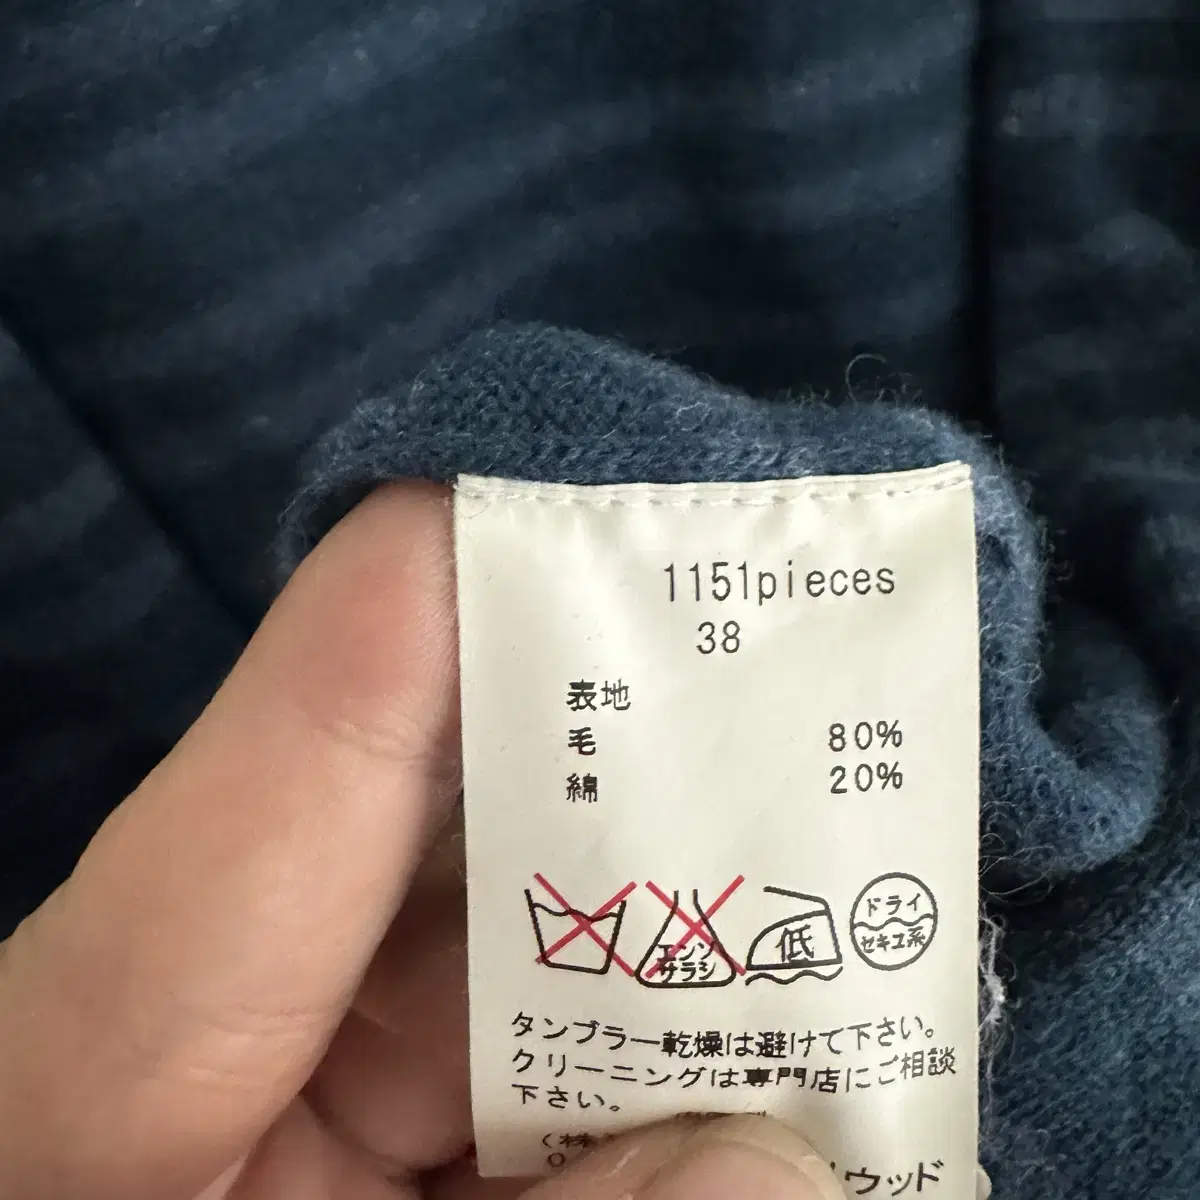 1151pieces
38
表地
毛 80%
綿 20%
エンソ
サラシ
低
ドライ
セキユ系
タンブラー乾燥は避けて下さい。
クリーニングは専門店にご相談
下さい。
(株
ウッド